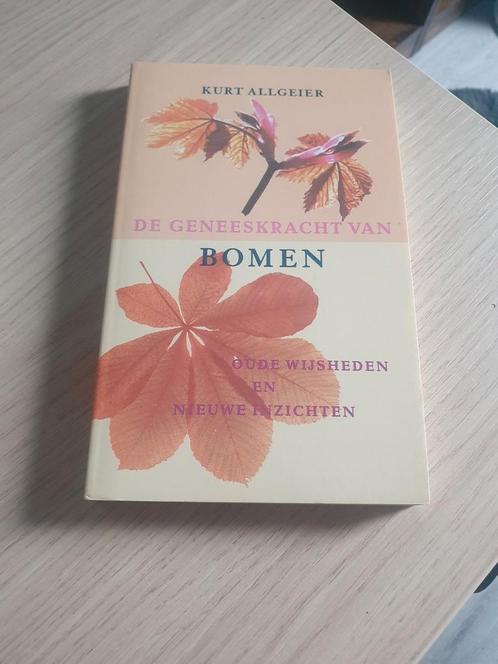 KURT ALLGEIER
DE GENEESKRACHT VAN
BOMEN
OUDE WIJSHEDEN
EN
NIEUWE INZICHTEN